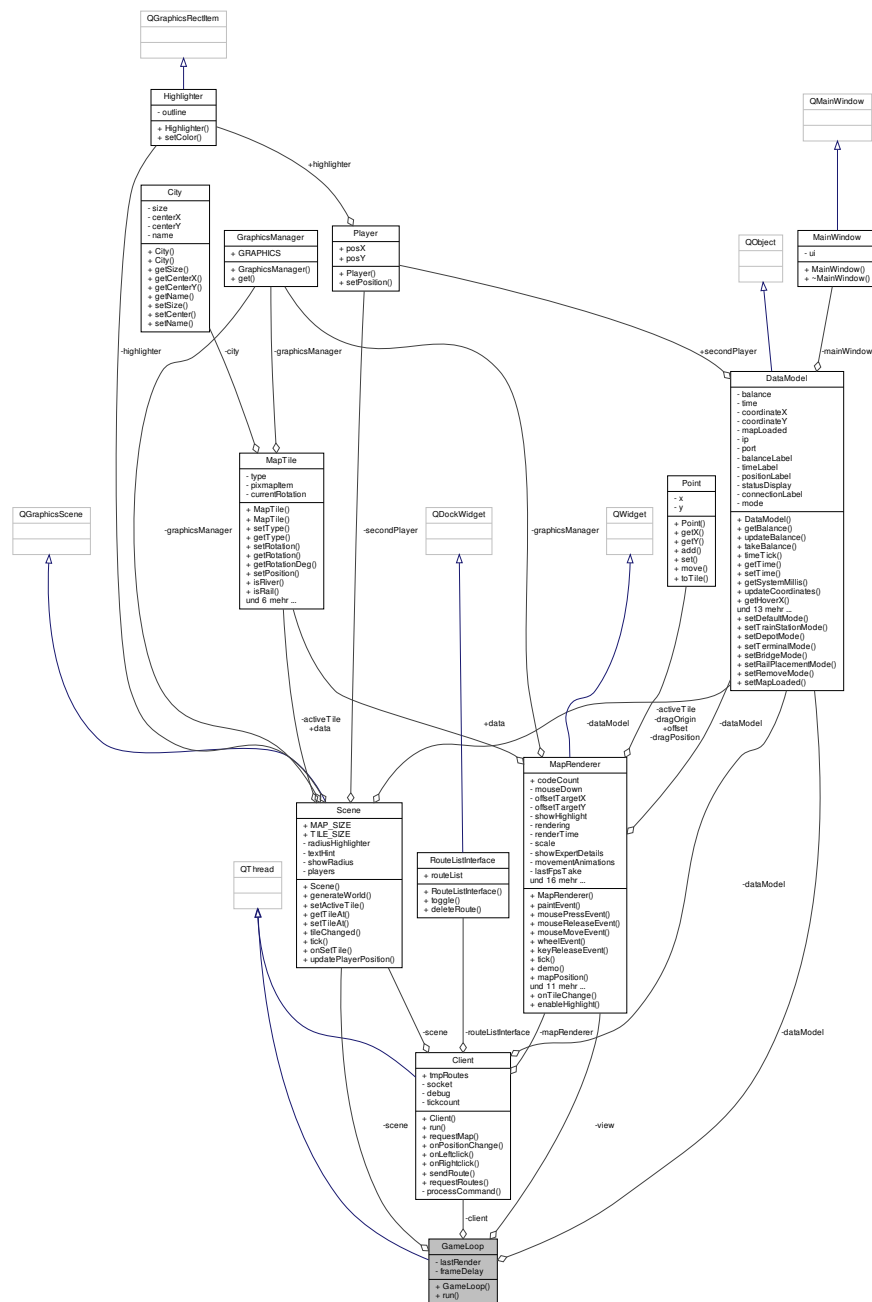 QGraphicsRectItem
Highlighter
- outline
+ Highlighter()
+ setColor()
QMainWindow
+highlighter
City
- size
- centerX
- centerY
- name
+ City()
+ City()
+ getSize()
+ getCenterX()
+ getCenterY()
+ getName()
+ setSize()
+ setCenter()
+ setName()
GraphicsManager
+ GRAPHICS
+ GraphicsManager()
+ get()
Player
+ posX
+ posY
+ Player()
+ setPosition()
QObject
MainWindow
- ui
+ MainWindow()
+ ~MainWindow()
-highlighter
-city
-graphicsManager
+secondPlayer
-mainWindow
DataModel
- balance
- time
- coordinateX
- coordinateY
- mapLoaded
- ip
- port
- balanceLabel
- timeLabel
- positionLabel
- statusDisplay
- connectionLabel
- mode
+ DataModel()
+ getBalance()
+ updateBalance()
+ takeBalance()
+ timeTick()
+ getTime()
+ setTime()
+ getSystemMillis()
+ updateCoordinates()
+ getHoverX()
und 13 mehr ...
+ setDefaultMode()
+ setTrainStationMode()
+ setDepotMode()
+ setTerminalMode()
+ setBridgeMode()
+ setRailPlacementMode()
+ setRemoveMode()
+ setMapLoaded()
MapTile
- type
- pixmapItem
- currentRotation
+ MapTile()
+ MapTile()
+ setType()
+ getType()
+ setRotation()
+ getRotation()
+ getRotationDeg()
+ setPosition()
+ isRiver()
+ isRail()
und 6 mehr ...
Point
- x
- y
+ Point()
+ getX()
+ getY()
+ add()
+ set()
+ move()
+ toTile()
QGraphicsScene
-graphicsManager
-secondPlayer
QDockWidget
-graphicsManager
QWidget
-activeTile
+data
+data
-dataModel
-activeTile
-dragOrigin
+offset
-dragPosition
-dataModel
MapRenderer
+ codeCount
- mouseDown
- offsetTargetX
- offsetTargetY
- showHighlight
- rendering
- renderTime
- scale
- showExpertDetails
- movementAnimations
- lastFpsTake
und 16 mehr ...
+ MapRenderer()
+ paintEvent()
+ mousePressEvent()
+ mouseReleaseEvent()
+ mouseMoveEvent()
+ wheelEvent()
+ keyReleaseEvent()
+ tick()
+ demo()
+ mapPosition()
und 11 mehr ...
+ onTileChange()
+ enableHighlight()
Scene
+ MAP_SIZE
+ TILE_SIZE
- radiusHighlighter
- textHint
- showRadius
- players
+ Scene()
+ generateWorld()
+ setActiveTile()
+ getTileAt()
+ setTileAt()
+ tileChanged()
+ tick()
+ onSetTile()
+ updatePlayerPosition()
QThread
RouteListInterface
+ routeList
+ RouteListInterface()
+ toggle()
+ deleteRoute()
-dataModel
-scene
-routeListInterface
-mapRenderer
-dataModel
Client
+ tmpRoutes
- socket
- debug
- tickcount
+ Client()
+ run()
+ requestMap()
+ onPositionChange()
+ onLeftclick()
+ onRightclick()
+ sendRoute()
+ requestRoutes()
- processCommand()
-scene
-view
-client
GameLoop
- lastRender
- frameDelay
+ GameLoop()
+ run()